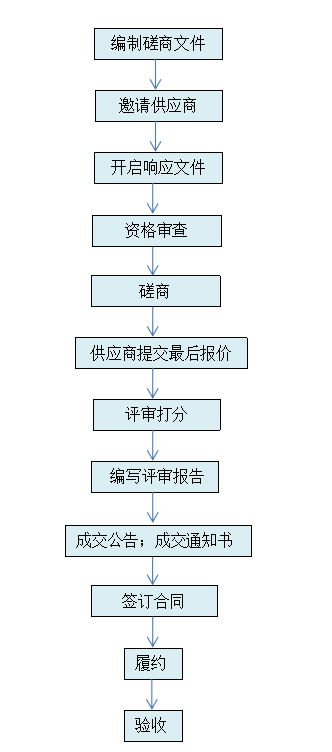 编制磋商文件
邀请供应商
开启响应文件
资格审查
磋商
供应商提交最后报价
评审打分
编写评审报告
成交公告；成交通知书
签订合同
履约
验收